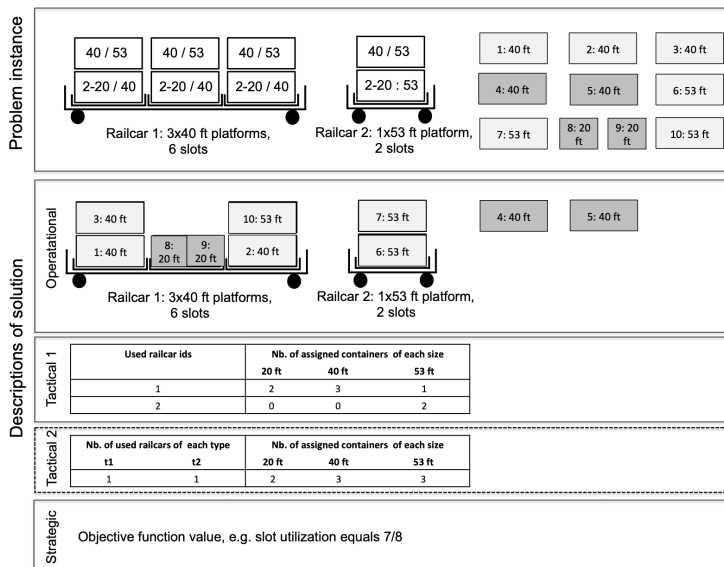 Problem instance
40 / 53 40 / 53 40 / 53
2-20 / 40 2-20 / 40 2-20 / 40
Railcar 1: 3x40 ft platforms,
6 slots
40 / 53
2-20 : 53
Railcar 2: 1x53 ft platform,
2 slots
1: 40 ft 2: 40 ft 3: 40 ft
4: 40 ft 5: 40 ft 6: 53 ft
7: 53 ft 8: 20 ft 9: 20 ft 10: 53 ft
Descriptions of solution
Operatational
3: 40 ft 10: 53 ft
1: 40 ft 8: 20 ft 9: 20 ft 2: 40 ft
Railcar 1: 3x40 ft platforms,
6 slots
7: 53 ft
6: 53 ft
Railcar 2: 1x53 ft platform,
2 slots
4: 40 ft 5: 40 ft
Tactical 1
Used railcar ids Nb. of assigned containers of each size
20 ft 40 ft 53 ft
1 2 3 1
2 0 0 2
Tactical 2
Nb. of used railcars of each type Nb. of assigned containers of each size
t1 t2 20 ft 40 ft 53 ft
1 1 2 3 3
Strategic
Objective function value, e.g. slot utilization equals 7/8